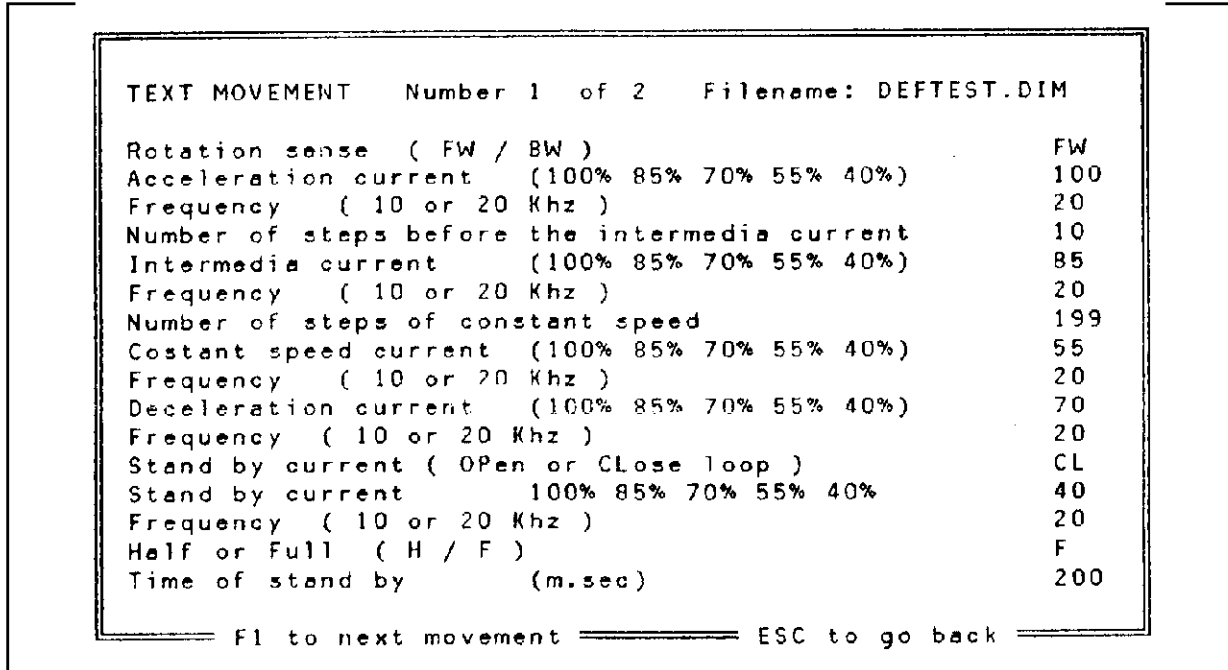 TEXT MOVEMENT Number 1 of 2 Filename: DEFTEST.DIM
Rotation sense ( FW / BW ) FW
Acceleration current (100% 85% 70% 55% 40%) 100
Frequency ( 10 or 20 Khz ) 20
Number of steps before the intermedia current 10
Intermedia current (100% 85% 70% 55% 40%) 85
Frequency ( 10 or 20 Khz ) 20
Number of steps of constant speed 199
Costant speed current (100% 85% 70% 55% 40%) 55
Frequency ( 10 or 20 Khz ) 20
Deceleration current (100% 85% 70% 55% 40%) 70
Frequency ( 10 or 20 Khz ) 20
Stand by current ( OPen or CLose loop ) CL
Stand by current 100% 85% 70% 55% 40% 40
Frequency ( 10 or 20 Khz ) 20
Half or Full ( H / F ) F
Time of stand by (m.sec) 200
F1 to next movement ESC to go back